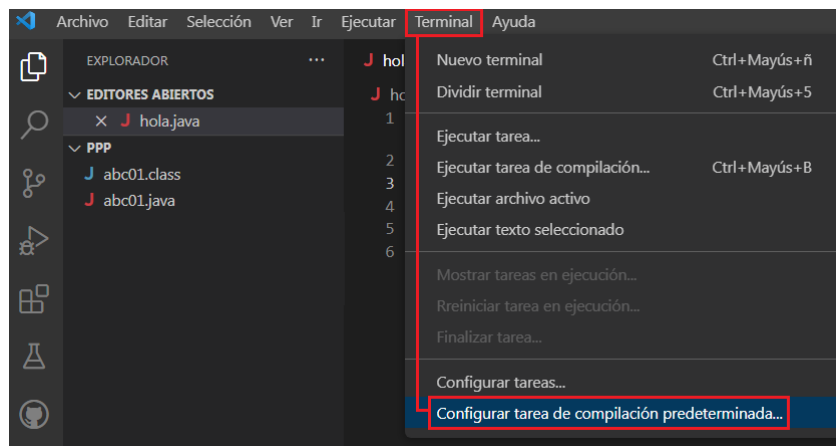 Archivo Editar Selección Ver Ir Ejecutar Terminal Ayuda
EXPLORADOR ...
EDITORES ABIERTOS
J hola.java
PPP
J abc01.class
J abc01.java
J hol
J ho
1
2
3
4
5
6
Nuevo terminal Ctrl+Mayús+ñ
Dividir terminal Ctrl+Mayús+5
Ejecutar tarea...
Ejecutar tarea de compilación... Ctrl+Mayús+B
Ejecutar archivo activo
Ejecutar texto seleccionado
Mostrar tareas en ejecución...
Rreiniciar tarea en ejecución...
Finalizar tarea...
Configurar tareas...
Configurar tarea de compilación predeterminada...